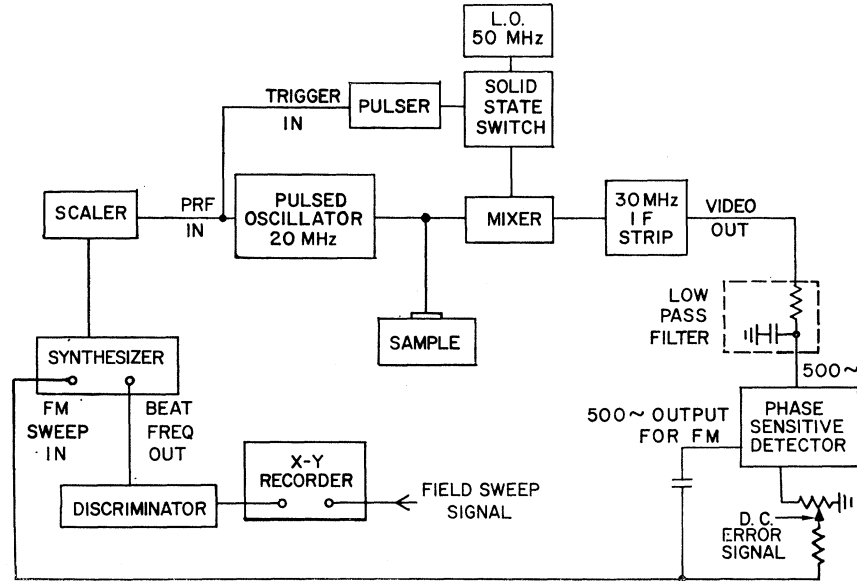 L.O.
50 MHz
TRIGGER
IN
PULSER
SOLID
STATE
SWITCH
SCALER
PRF
IN
PULSED
OSCILLATOR
20 MHz
MIXER
30 MHz
I F
STRIP
VIDEO
OUT
LOW
PASS
FILTER
SAMPLE
SYNTHESIZER
500~
FM
SWEEP
IN
BEAT
FREQ
OUT
500~ OUTPUT
FOR FM
PHASE
SENSITIVE
DETECTOR
X-Y
RECORDER
DISCRIMINATOR
FIELD SWEEP
SIGNAL
D.C.
ERROR
SIGNAL